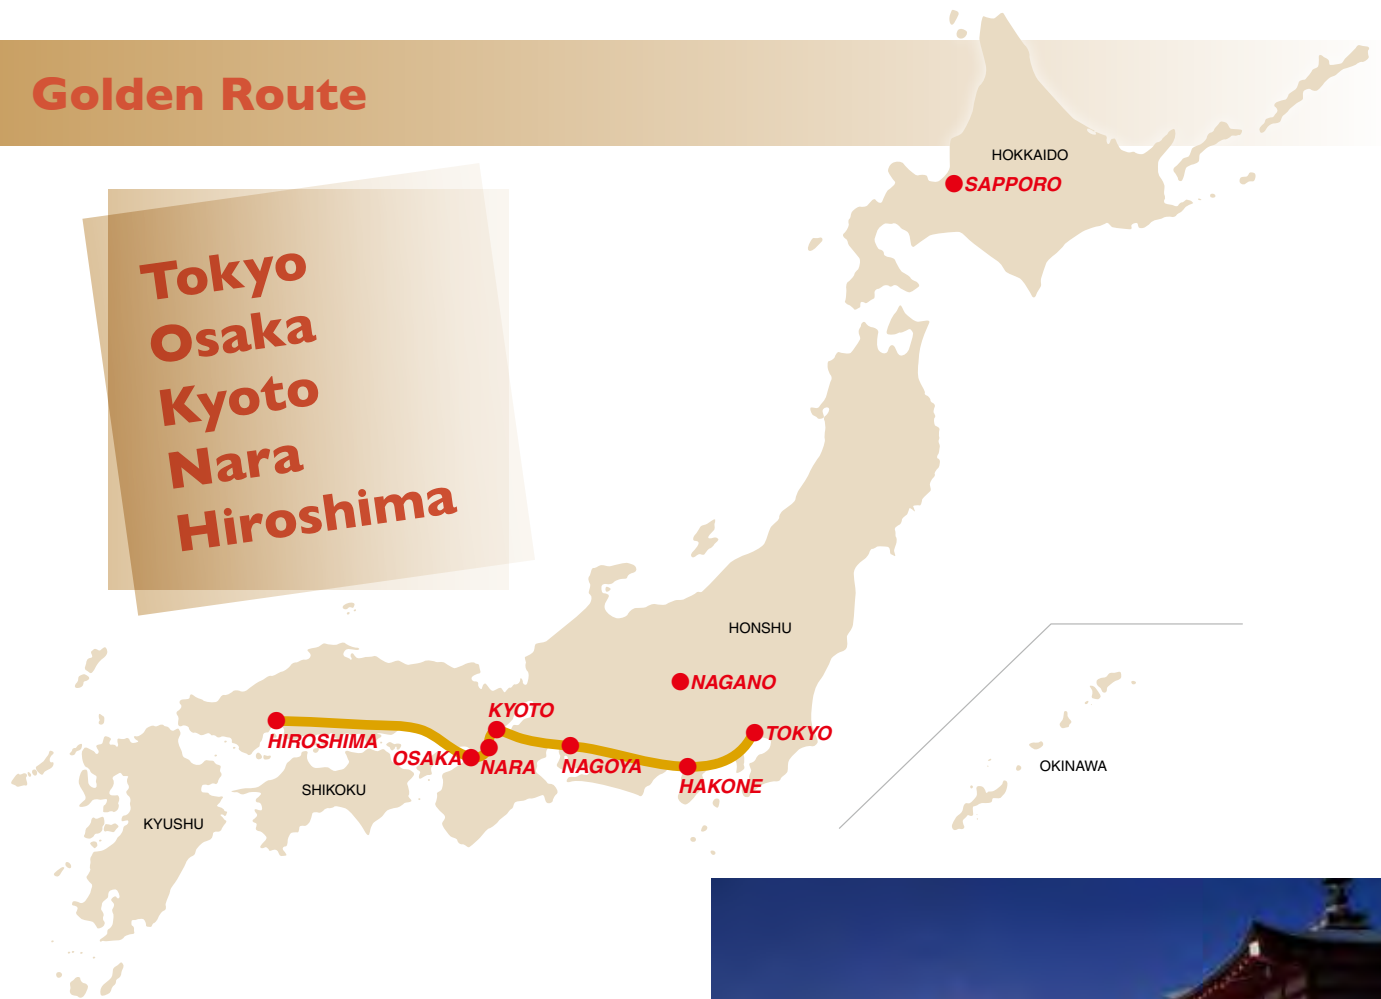 Golden Route
Tokyo
Osaka
Kyoto
Nara
Hiroshima
HOKKAIDO
SAPPORO
HONSHU
NAGANO
KYOTO
TOKYO
HIROSHIMA
OSAKA
NARA
NAGOYA
HAKONE
SHIKOKU
KYUSHU
OKINAWA